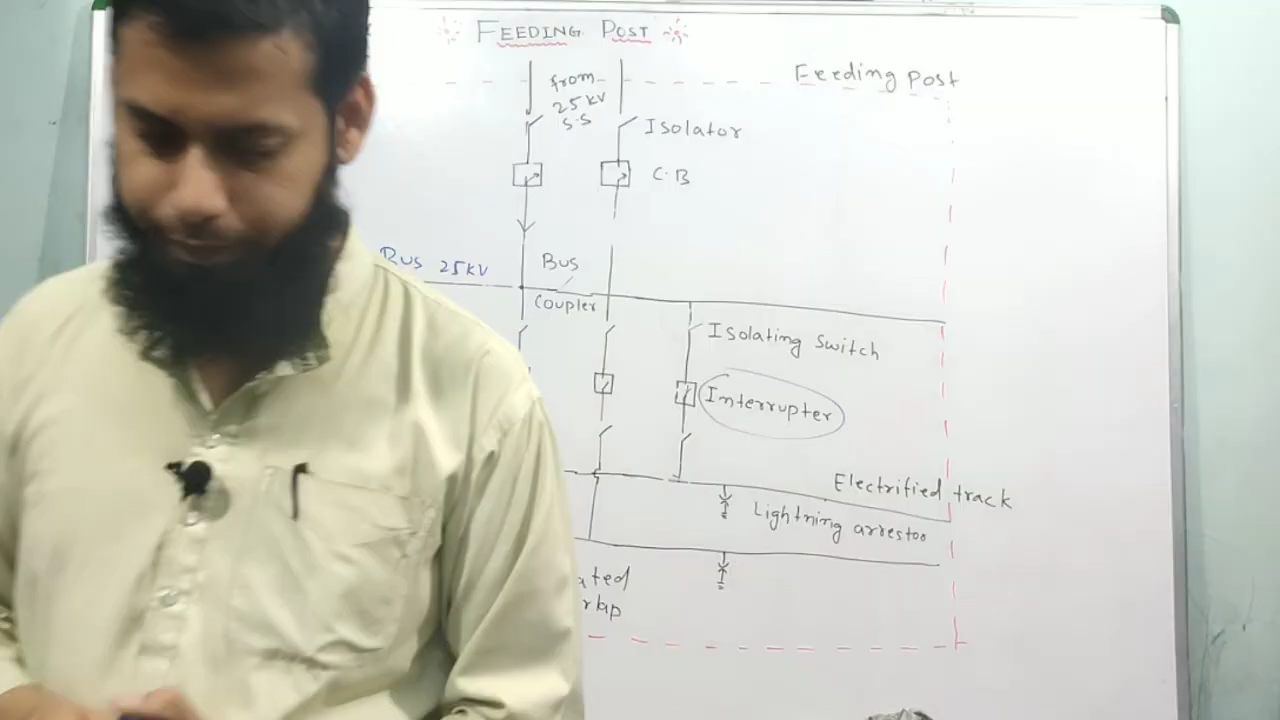 FEEDING POST
Feeding Post
from
25 KV
S.S
Isolator
C.B
Bus 25KV
Bus
Coupler
Isolating Switch
Interrupter
Electrified track
Lightning arrestoo
ated
rlap